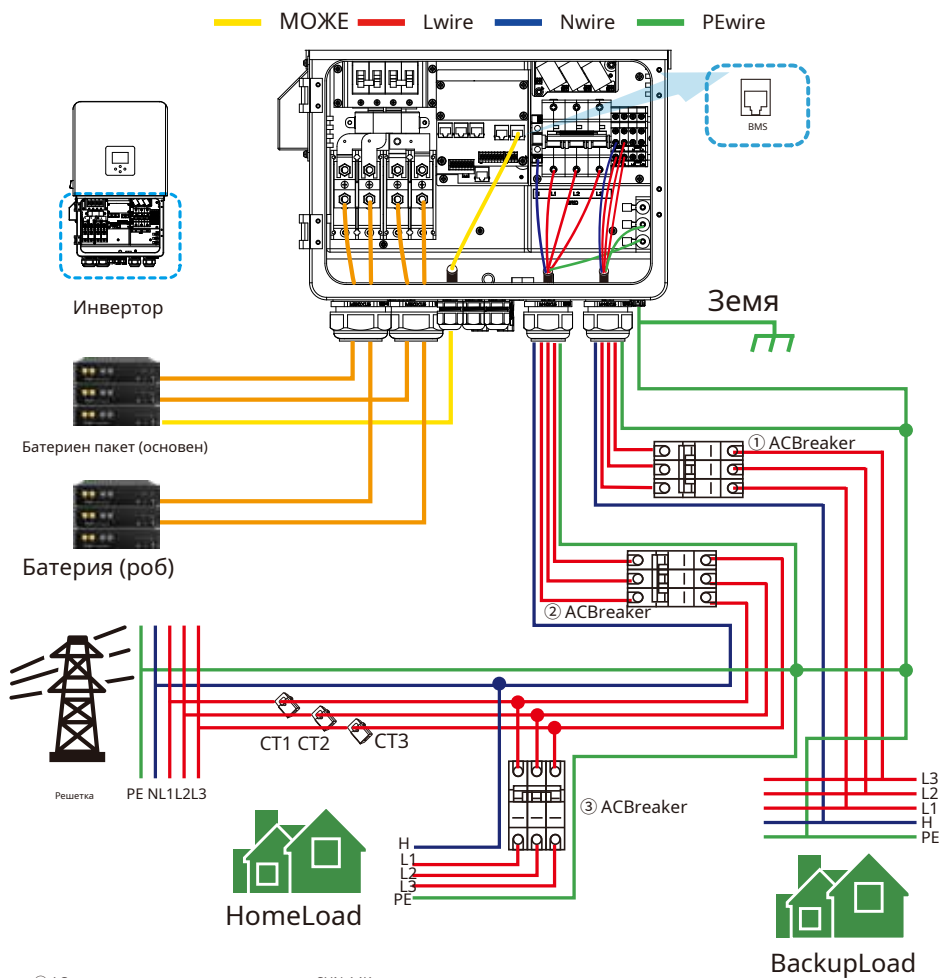 МОЖЕ Lwire Nwire PEwire
BMS
Инвертор
Земя
Батериен пакет (основен)
① ACBreaker
Батерия (роб)
② ACBreaker
CT1 CT2 CT3
Решетка
PE NL1L2L3
③ ACBreaker
L3
L2
L1
H
PE
H
L1
L2
L3
PE
HomeLoad
BackupLoad